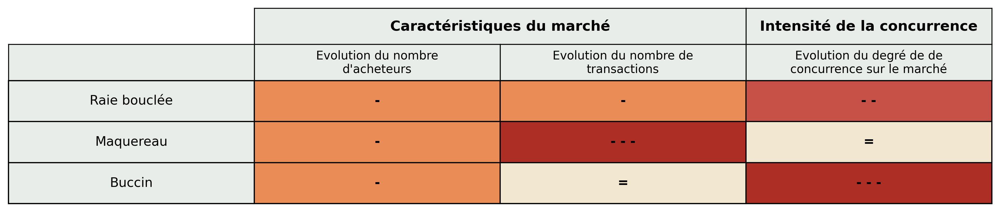 Caractéristiques du marché
Intensité de la concurrence
Evolution du nombre
d'acheteurs
Evolution du nombre de
transactions
Evolution du degré de de
concurrence sur le marché
Raie bouclée
-
-
- -
Maquereau
-
- - -
=
Buccin
-
=
- - -